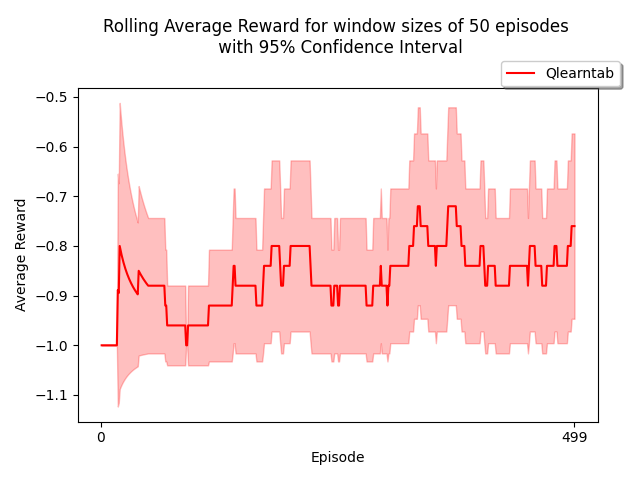 Rolling Average Reward for window sizes of 50 episodes
with 95% Confidence Interval
Qlearntab
−0.5
−0.6
−0.7
−0.8
−0.9
−1.0
−1.1
Average Reward
0
499
Episode